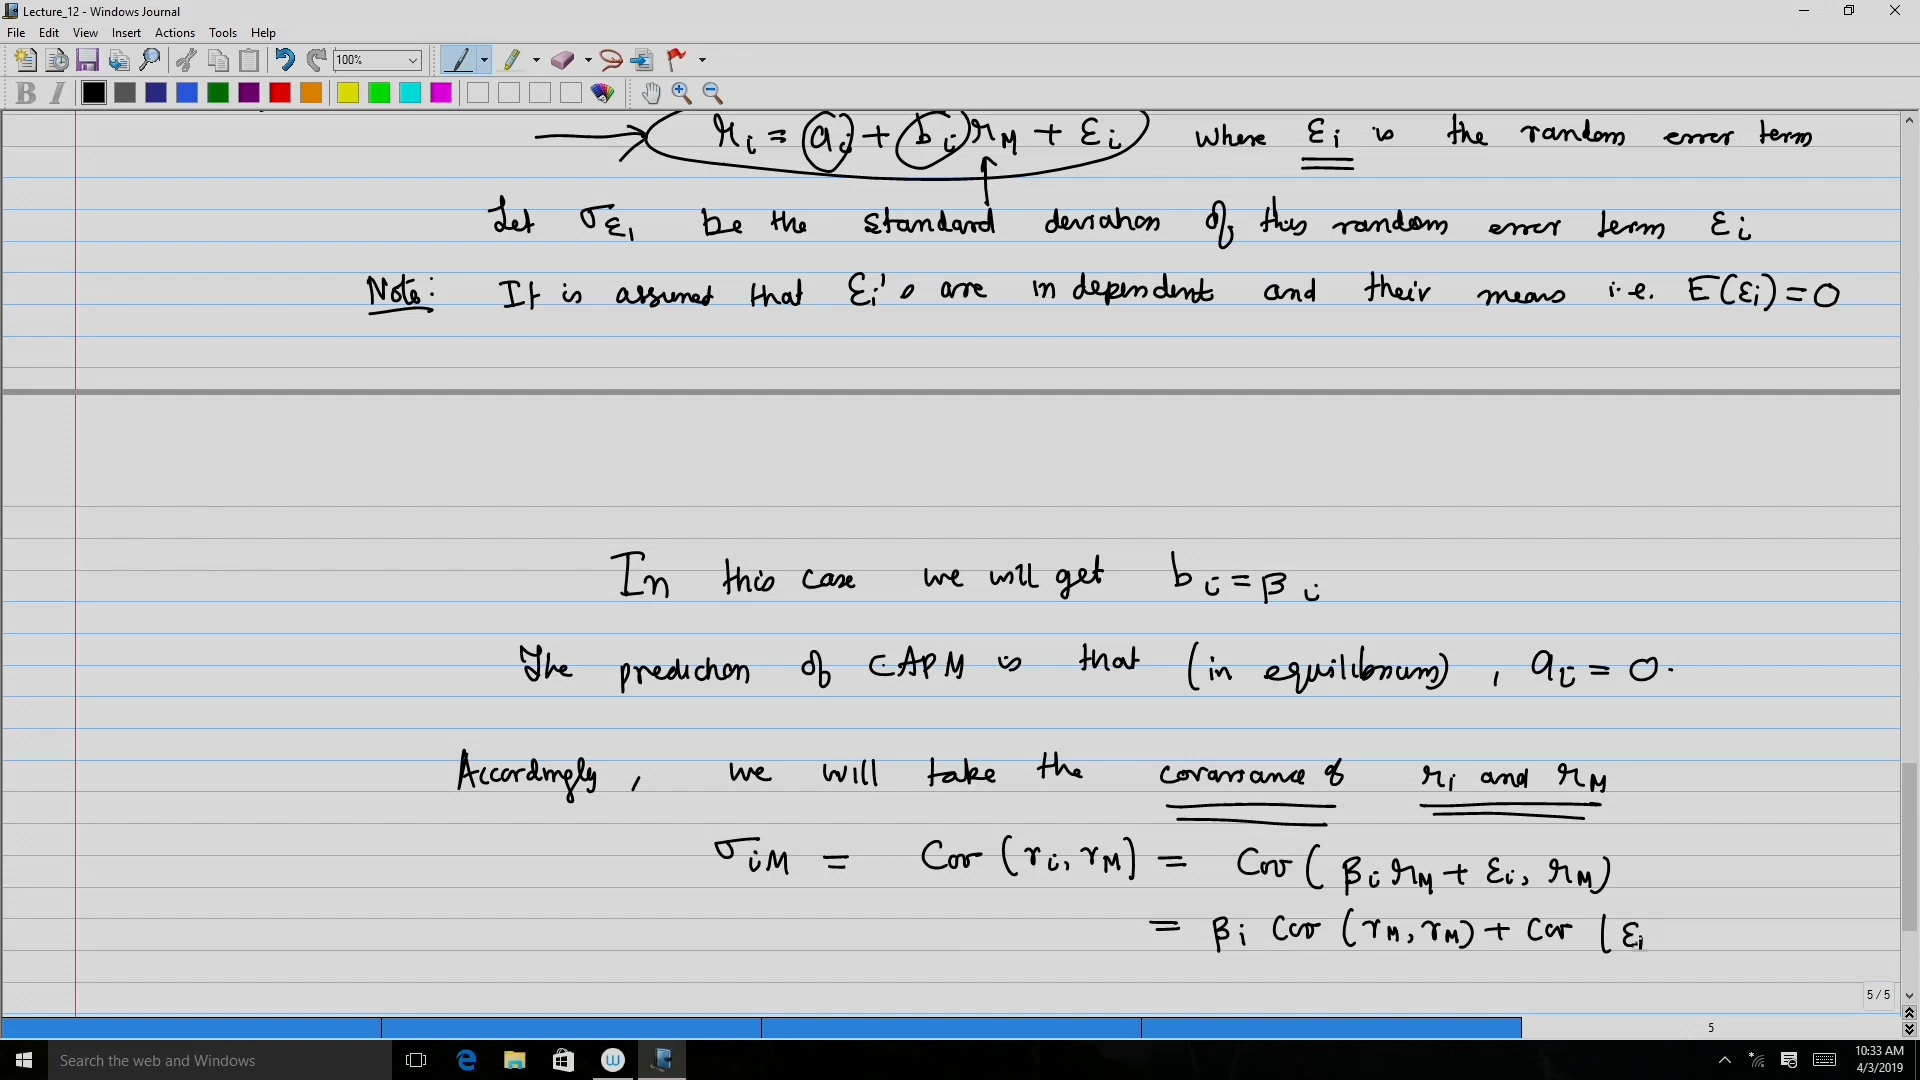 Lecture_12 - Windows Journal
File Edit View Insert Actions Tools Help
100%
B I
r_i = a_i + b_i r_M + ε_i where ε_i is the random error term
Let σ_ε₁ be the standard deviation of this random error term ε_i
Note: It is assumed that ε_i's are independent and their means i.e. E(ε_i) = 0
In this case we will get b_i = β_i
The prediction of CAPM is that (in equilibrium), a_i = 0.
Accordingly, we will take the covariance of r_i and r_M
σ_iM = Cov (r_i, r_M) = Cov ( β_i r_M + ε_i, r_M)
= β_i Cov (r_M, r_M) + Cov ( ε_i
5 / 5
5
Search the web and Windows
10:33 AM
4/3/2019